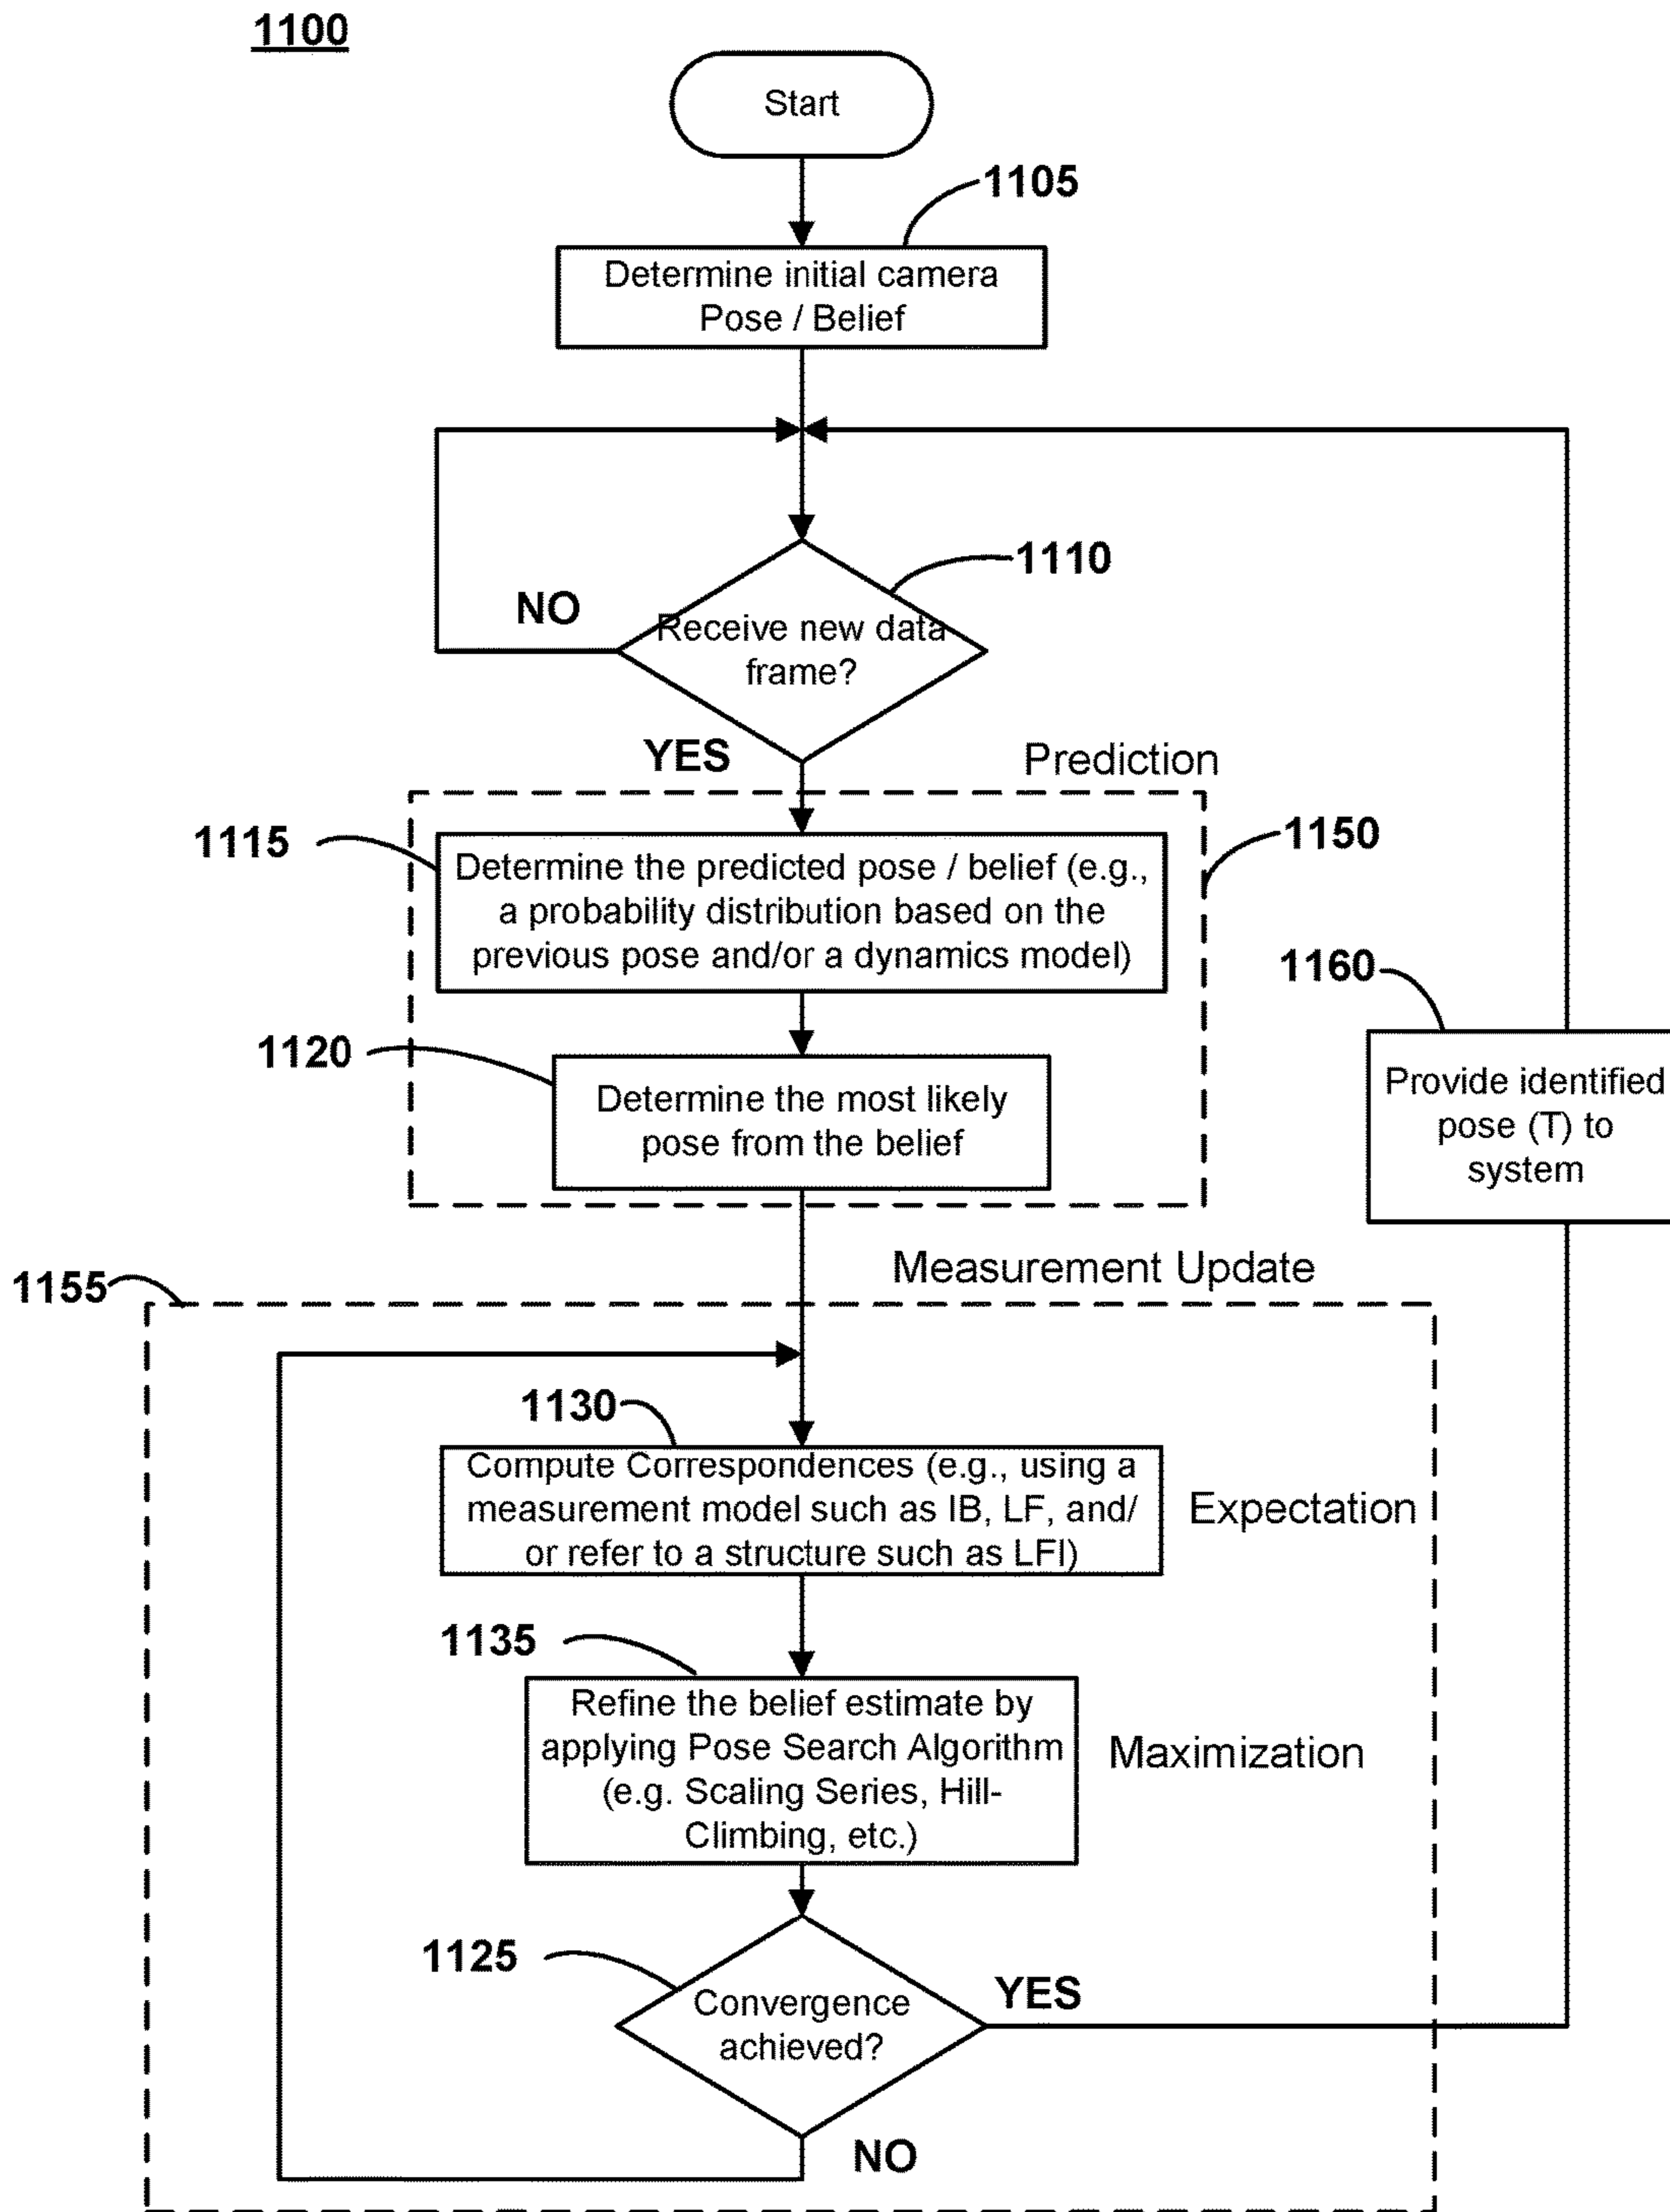 1100
Start
1105
Determine initial camera
Pose / Belief
1110
NO
Receive new data
frame?
YES
Prediction
1115
1150
Determine the predicted pose / belief (e.g.,
a probability distribution based on the
previous pose and/or a dynamics model)
1160
1120
Determine the most likely
pose from the belief
Provide identified
pose (T) to
system
Measurement Update
1155
1130
Compute Correspondences (e.g., using a
measurement model such as IB, LF, and/
or refer to a structure such as LFI)
Expectation
1135
Refine the belief estimate by
applying Pose Search Algorithm
(e.g. Scaling Series, Hill-
Climbing, etc.)
Maximization
1125
Convergence
achieved?
YES
NO